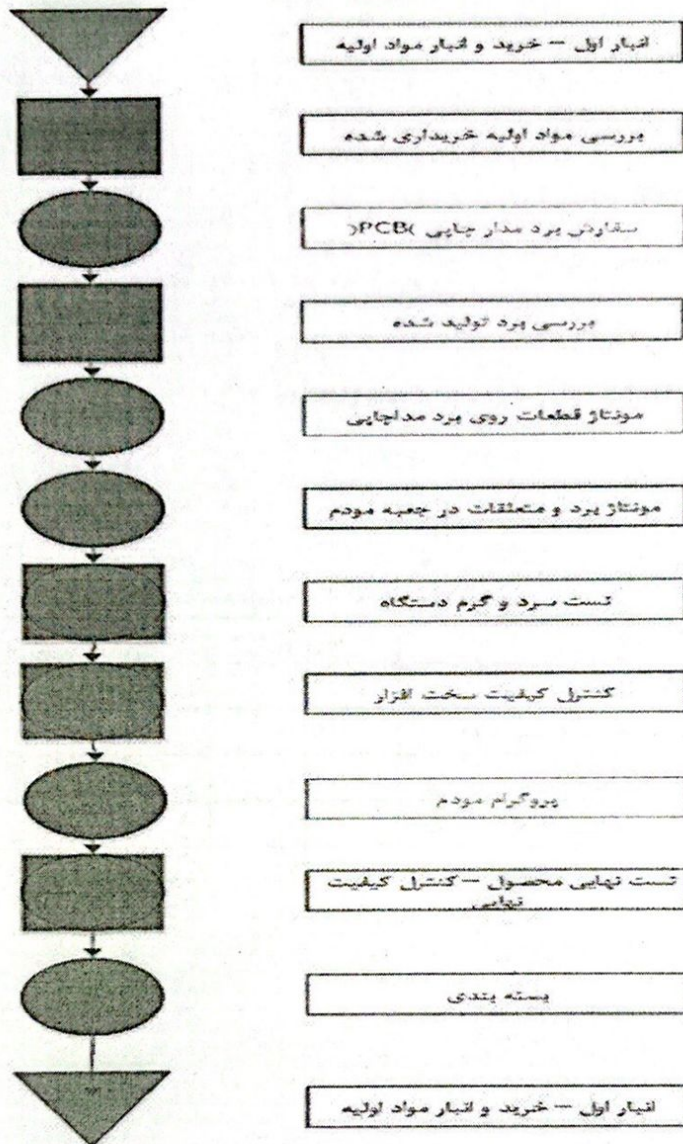 انبار اول – خرید و انبار مواد اولیه
بررسی مواد اولیه خریداری شده
سفارش برد مدار چاپی )PCB(
بررسی برد تولید شده
مونتاژ قطعات روی برد مداچاپی
مونتاژ برد و متعلقات در جعبه مودم
تست سرد و گرم دستگاه
کنترل کیفیت سخت افزار
پروگرام مودم
تست نهایی محصول – کنترل کیفیت
نهایی
بسته بندی
انبار اول – خرید و انبار مواد اولیه